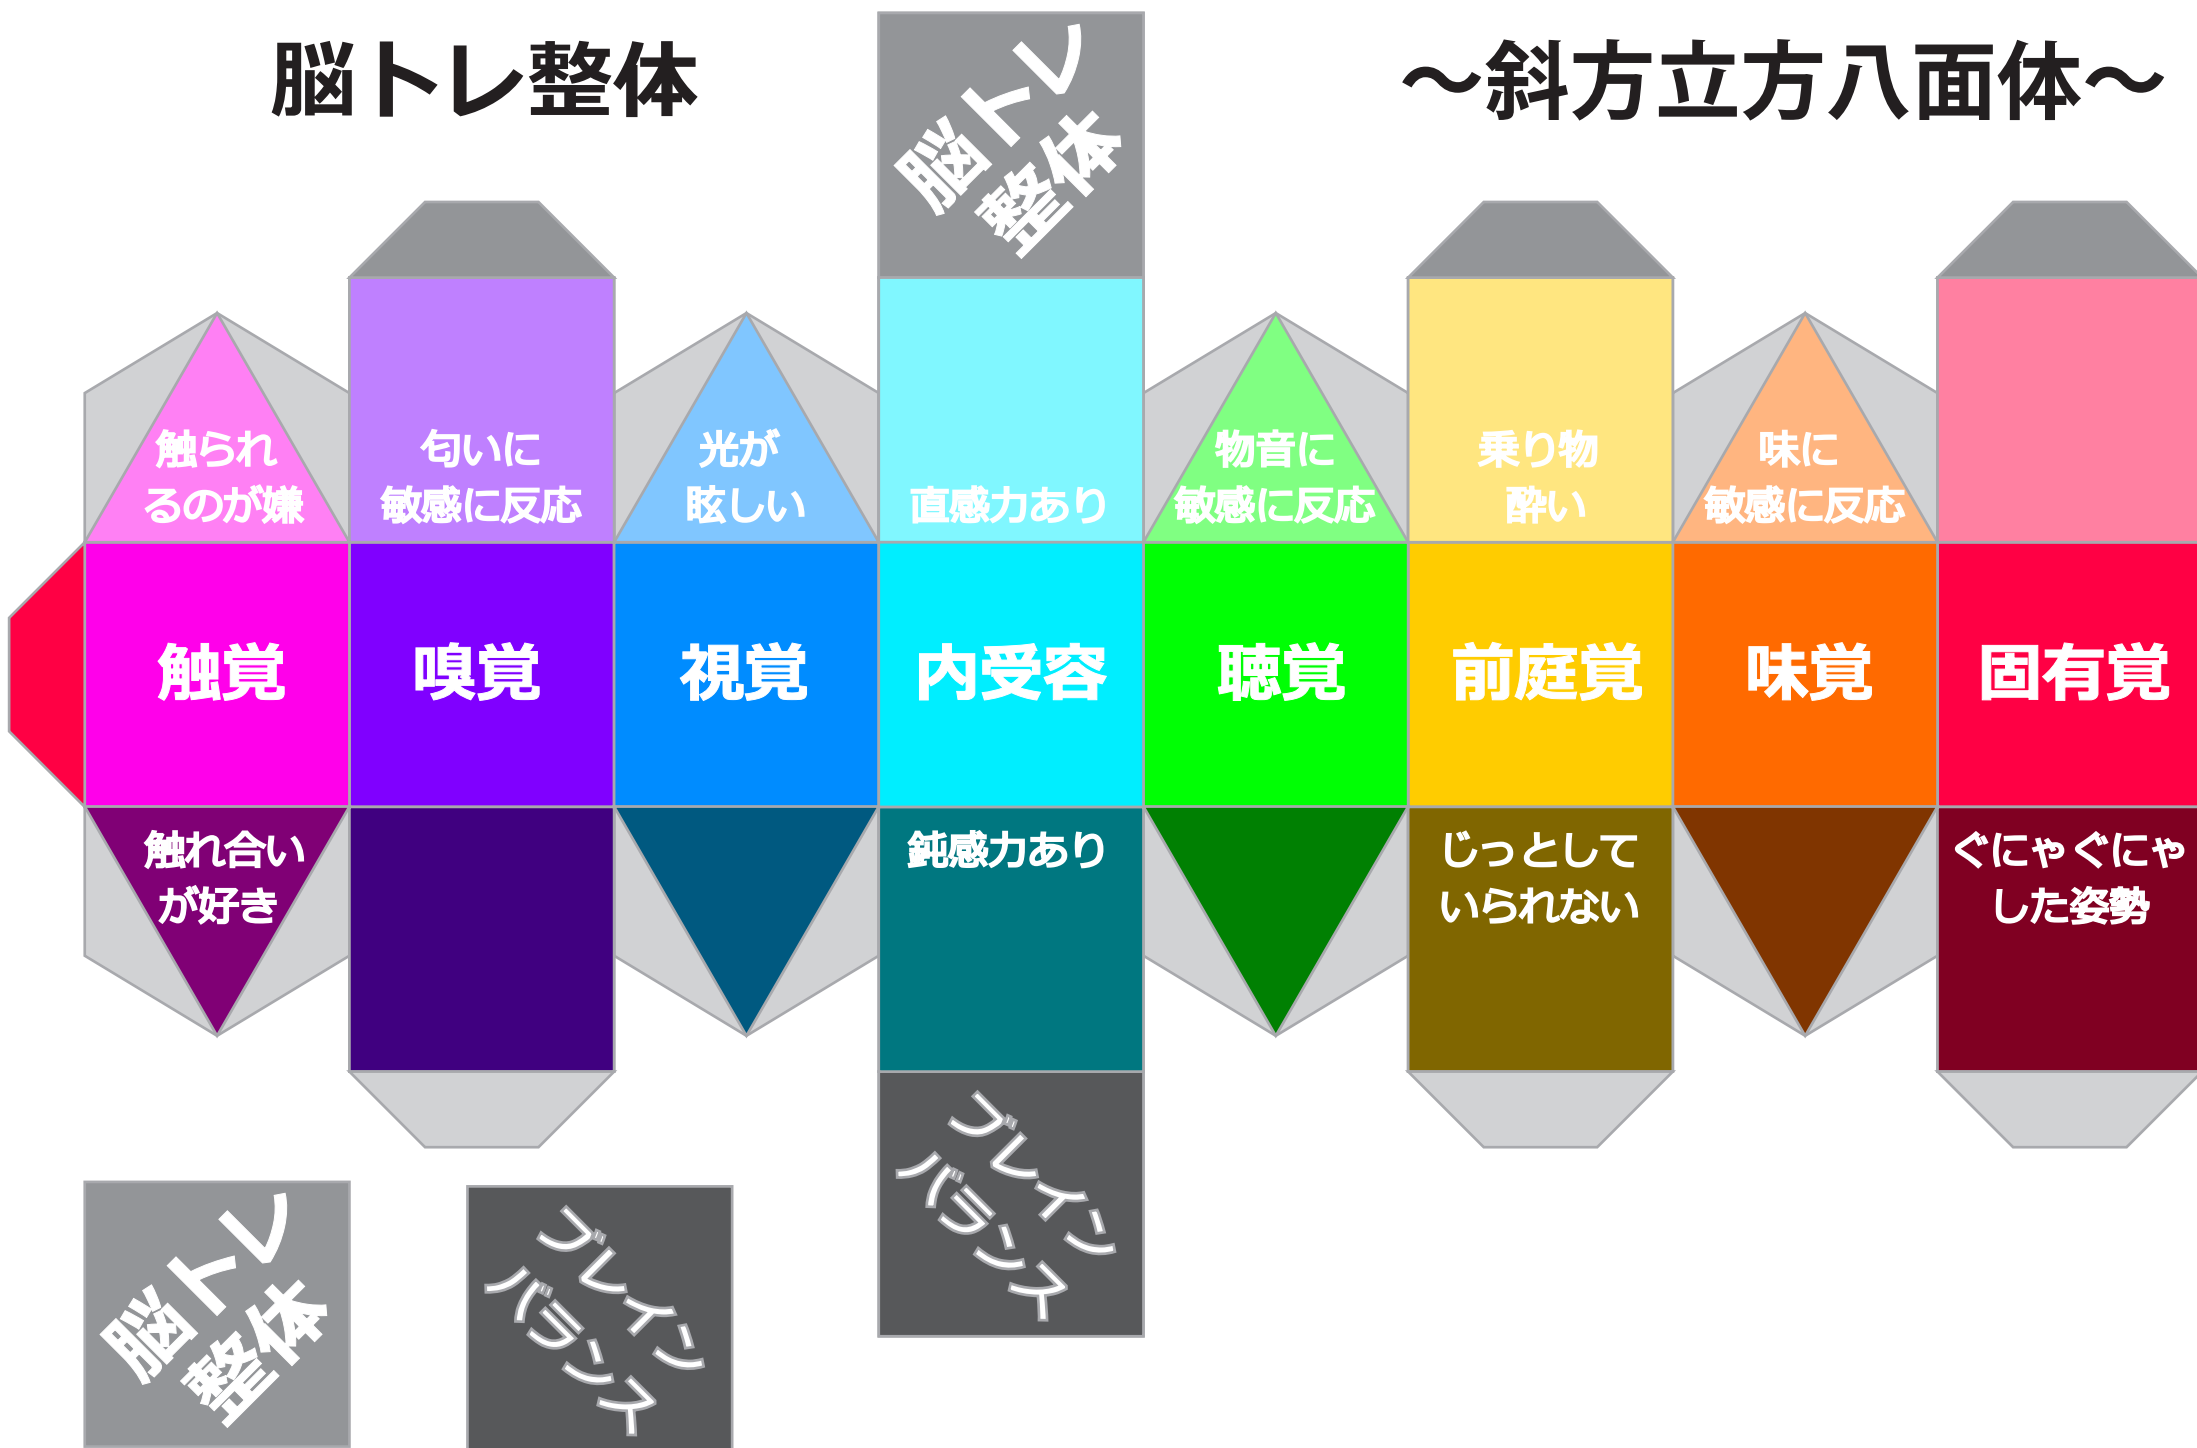 脳トレ整体
～斜方立方八面体～
脳トレ
整体
触られ
るのが嫌
匂いに
敏感に反応
光が
眩しい
直感力あり
物音に
敏感に反応
乗り物
酔い
味に
敏感に反応
触覚
嗅覚
視覚
内受容
聴覚
前庭覚
味覚
固有覚
触れ合い
が好き
鈍感力あり
じっとして
いられない
ぐにゃぐにゃ
した姿勢
ブレイン
バランス
脳トレ
整体
ブレイン
バランス